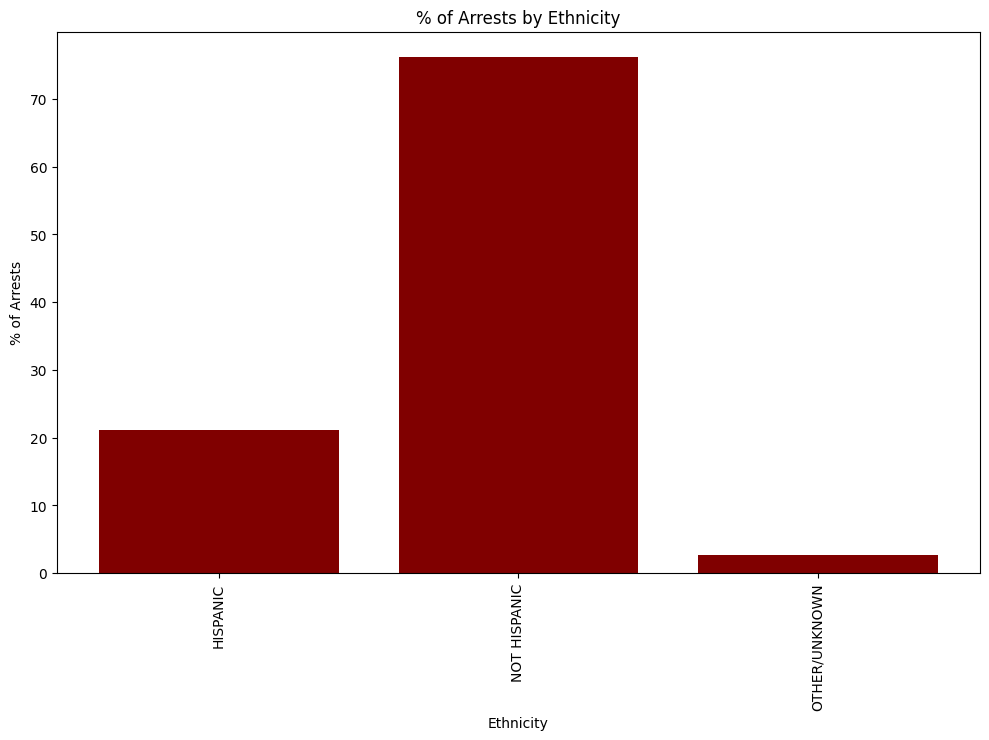 % of Arrests by Ethnicity
% of Arrests
70
60
50
40
30
20
10
0
HISPANIC
NOT HISPANIC
OTHER/UNKNOWN
Ethnicity